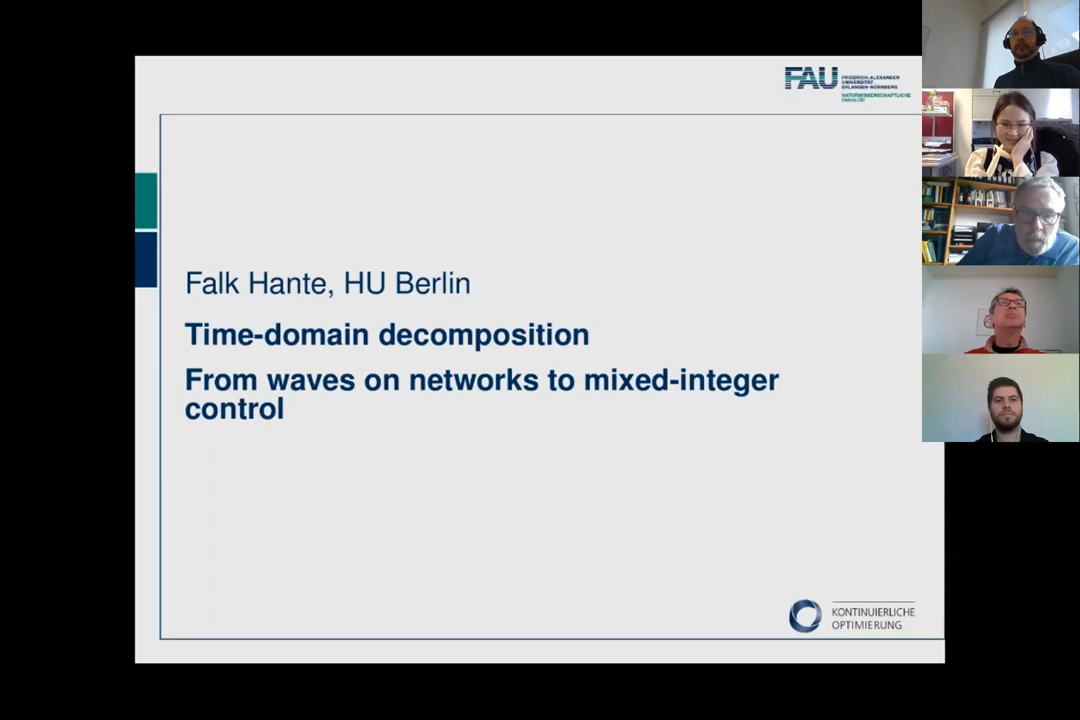 FAU FRIEDRICH-ALEXANDER
UNIVERSITÄT
ERLANGEN-NÜRNBERG
NATURWISSENSCHAFTLICHE
FAKULTÄT
Falk Hante, HU Berlin
Time-domain decomposition
From waves on networks to mixed-integer
control
KONTINUIERLICHE
OPTIMIERUNG